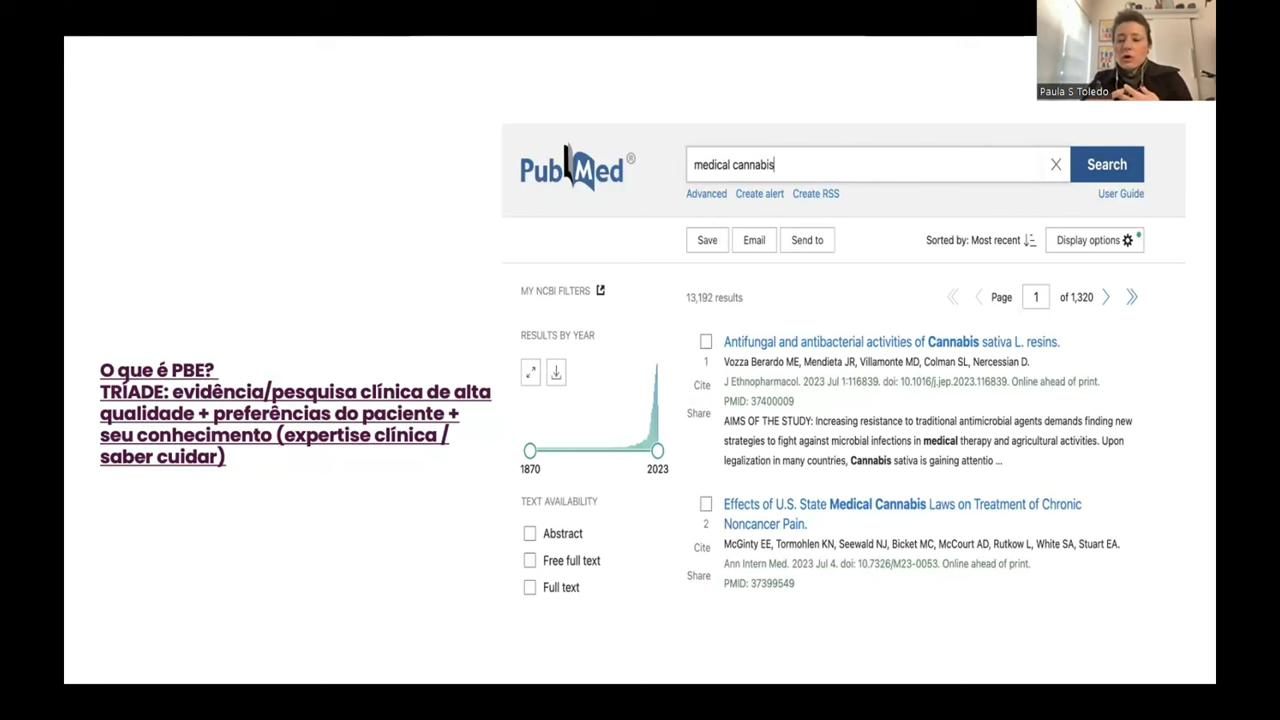 Paula S Toledo
PubMed®
medical cannabis
Search
Advanced Create alert Create RSS
User Guide
Save Email Send to
Sorted by: Most recent
Display options
MY NCBI FILTERS
13,192 results
Page 1 of 1,320
RESULTS BY YEAR
1870 2023
TEXT AVAILABILITY
Abstract
Free full text
Full text
1
Cite
Share
Antifungal and antibacterial activities of Cannabis sativa L. resins.
Vozza Berardo ME, Mendieta JR, Villamonte MD, Colman SL, Nercessian D.
J Ethnopharmacol. 2023 Jul 1:116839. doi: 10.1016/j.jep.2023.116839. Online ahead of print.
PMID: 37400009
AIMS OF THE STUDY: Increasing resistance to traditional antimicrobial agents demands finding new
strategies to fight against microbial infections in medical therapy and agricultural activities. Upon
legalization in many countries, Cannabis sativa is gaining attentio ...
2
Cite
Share
Effects of U.S. State Medical Cannabis Laws on Treatment of Chronic
Noncancer Pain.
McGinty EE, Tormohlen KN, Seewald NJ, Bicket MC, McCourt AD, Rutkow L, White SA, Stuart EA.
Ann Intern Med. 2023 Jul 4. doi: 10.7326/M23-0053. Online ahead of print.
PMID: 37399549
O que é PBE?
TRÍADE: evidência/pesquisa clínica de alta
qualidade + preferências do paciente +
seu conhecimento (expertise clínica /
saber cuidar)